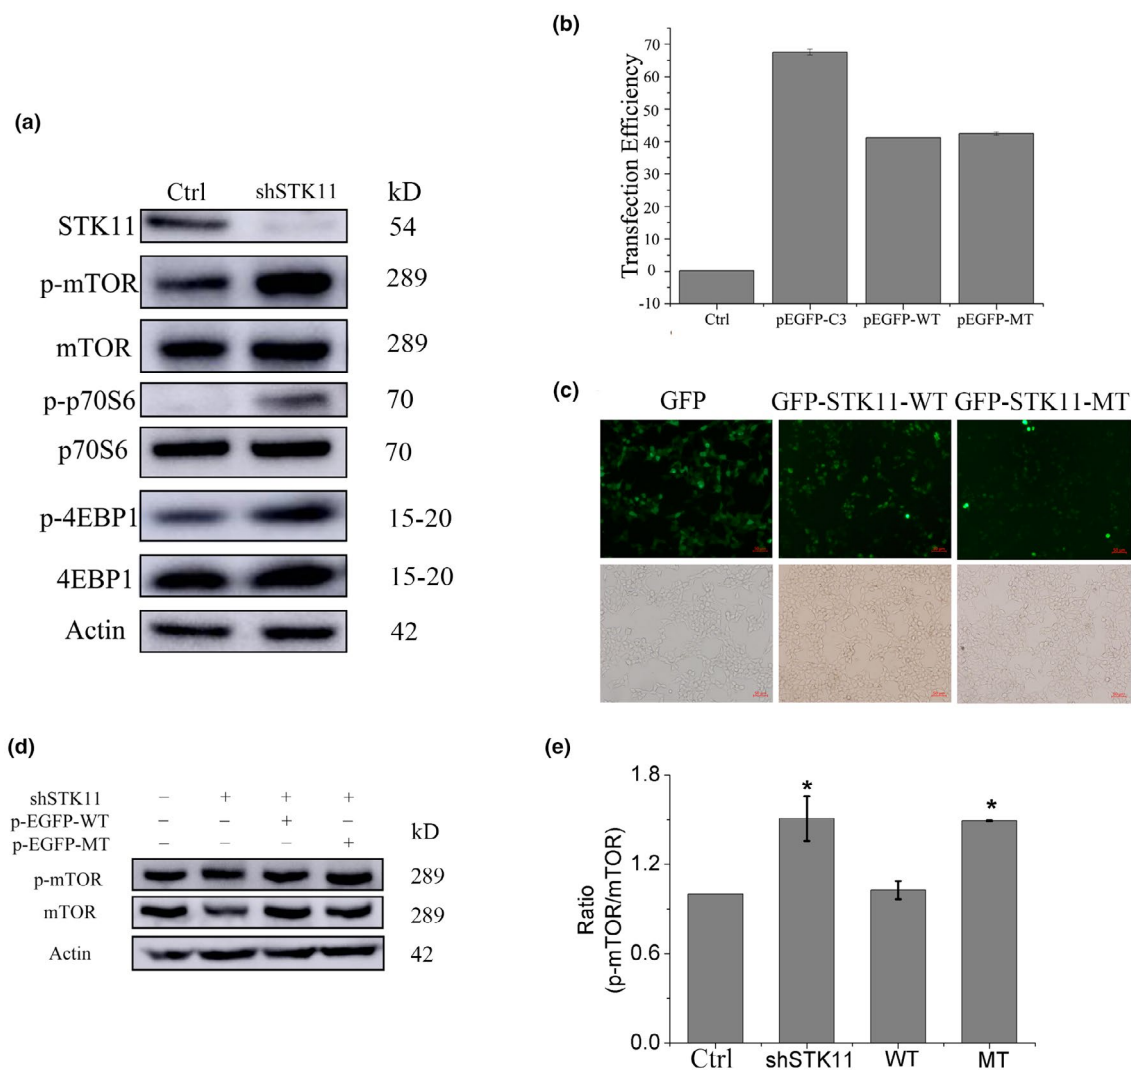 (a)
Ctrl shSTK11 kD
STK11 54
p-mTOR 289
mTOR 289
p-p70S6 70
p70S6 70
p-4EBP1 15-20
4EBP1 15-20
Actin 42
(b)
Transfection Efficiency
70
60
50
40
30
20
10
0
-10
Ctrl pEGFP-C3 pEGFP-WT pEGFP-MT
(c)
GFP GFP-STK11-WT GFP-STK11-MT
(d)
shSTK11 – + + +
p-EGFP-WT – – + –
p-EGFP-MT – – – +
kD
p-mTOR 289
mTOR 289
Actin 42
(e)
Ratio
(p-mTOR/mTOR)
1.8
1.2
0.6
0.0
* *
Ctrl shSTK11 WT MT